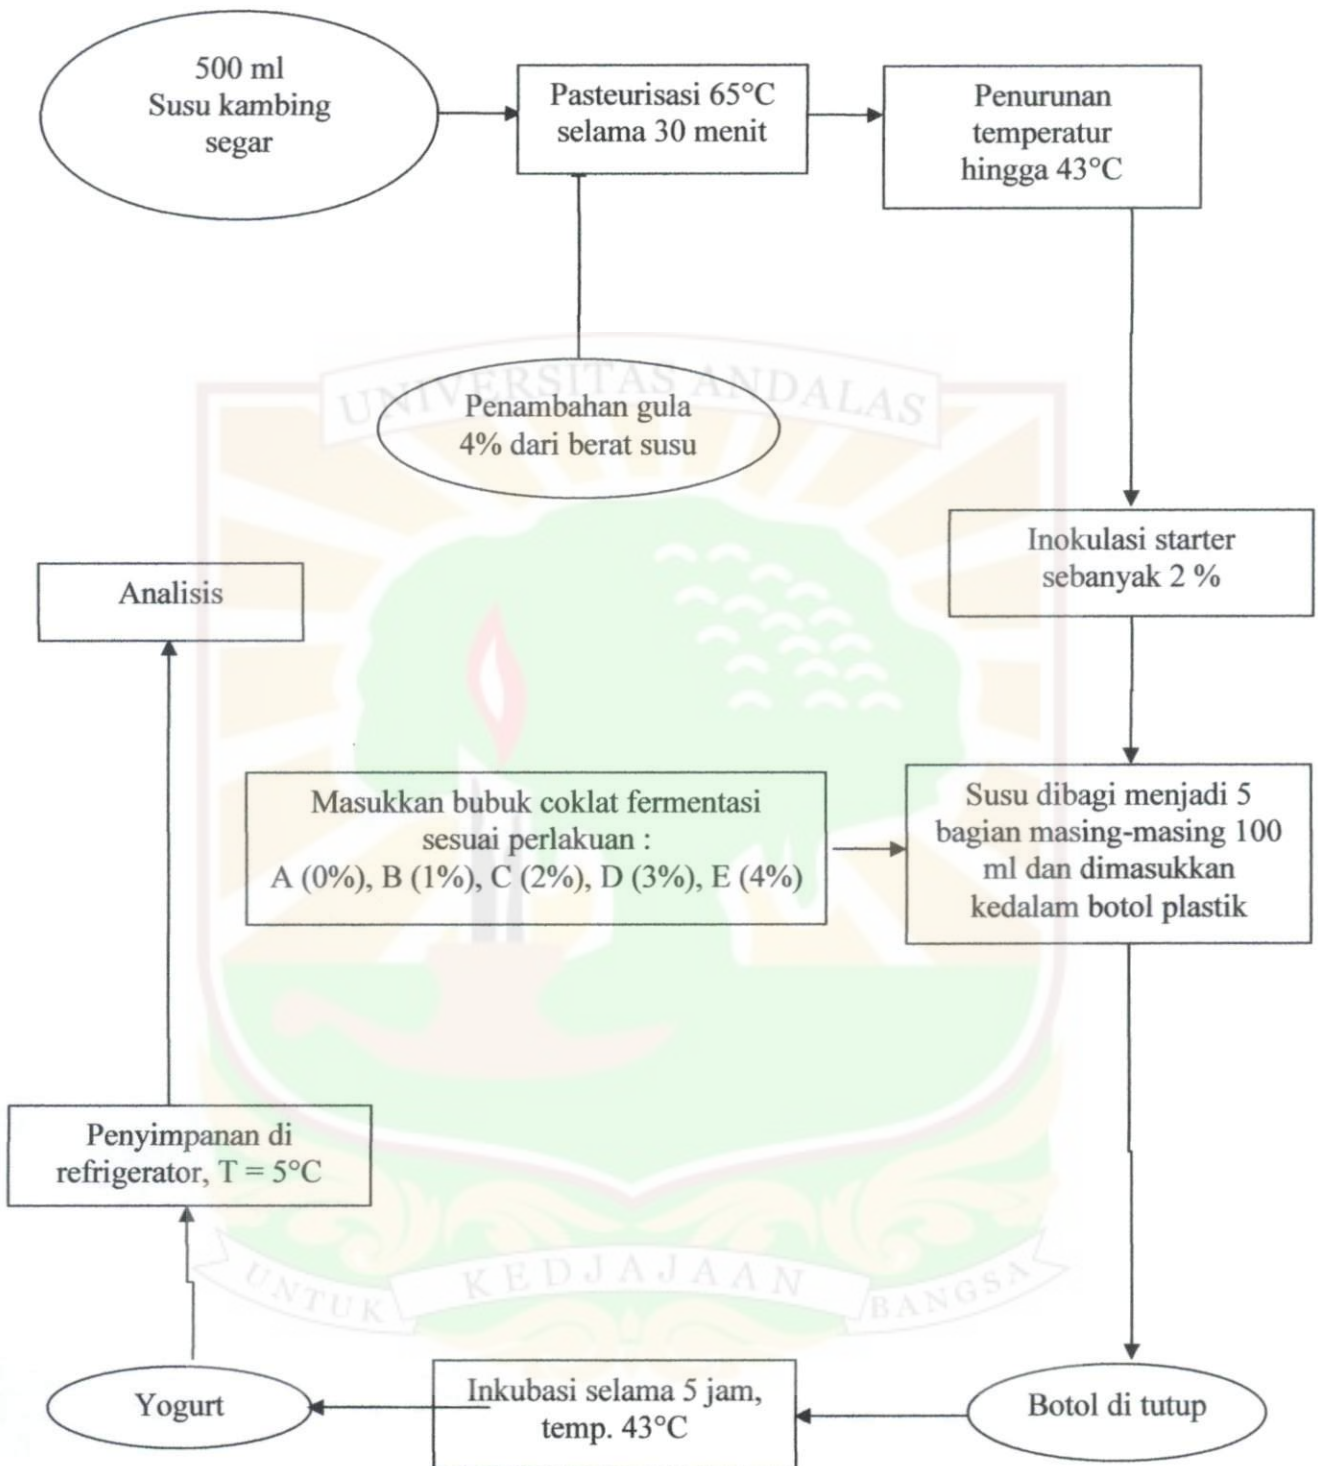 500 ml
Susu kambing
segar
Pasteurisasi 65°C
selama 30 menit
Penurunan
temperatur
hingga 43°C
UNIVERSITAS ANDALAS
Penambahan gula
4% dari berat susu
Inokulasi starter
sebanyak 2 %
Analisis
Masukkan bubuk coklat fermentasi
sesuai perlakuan :
A (0%), B (1%), C (2%), D (3%), E (4%)
Susu dibagi menjadi 5
bagian masing-masing 100
ml dan dimasukkan
kedalam botol plastik
Penyimpanan di
refrigerator, T = 5°C
UNTUK KEDJAJAAN BANGSA
Yogurt
Inkubasi selama 5 jam,
temp. 43°C
Botol di tutup